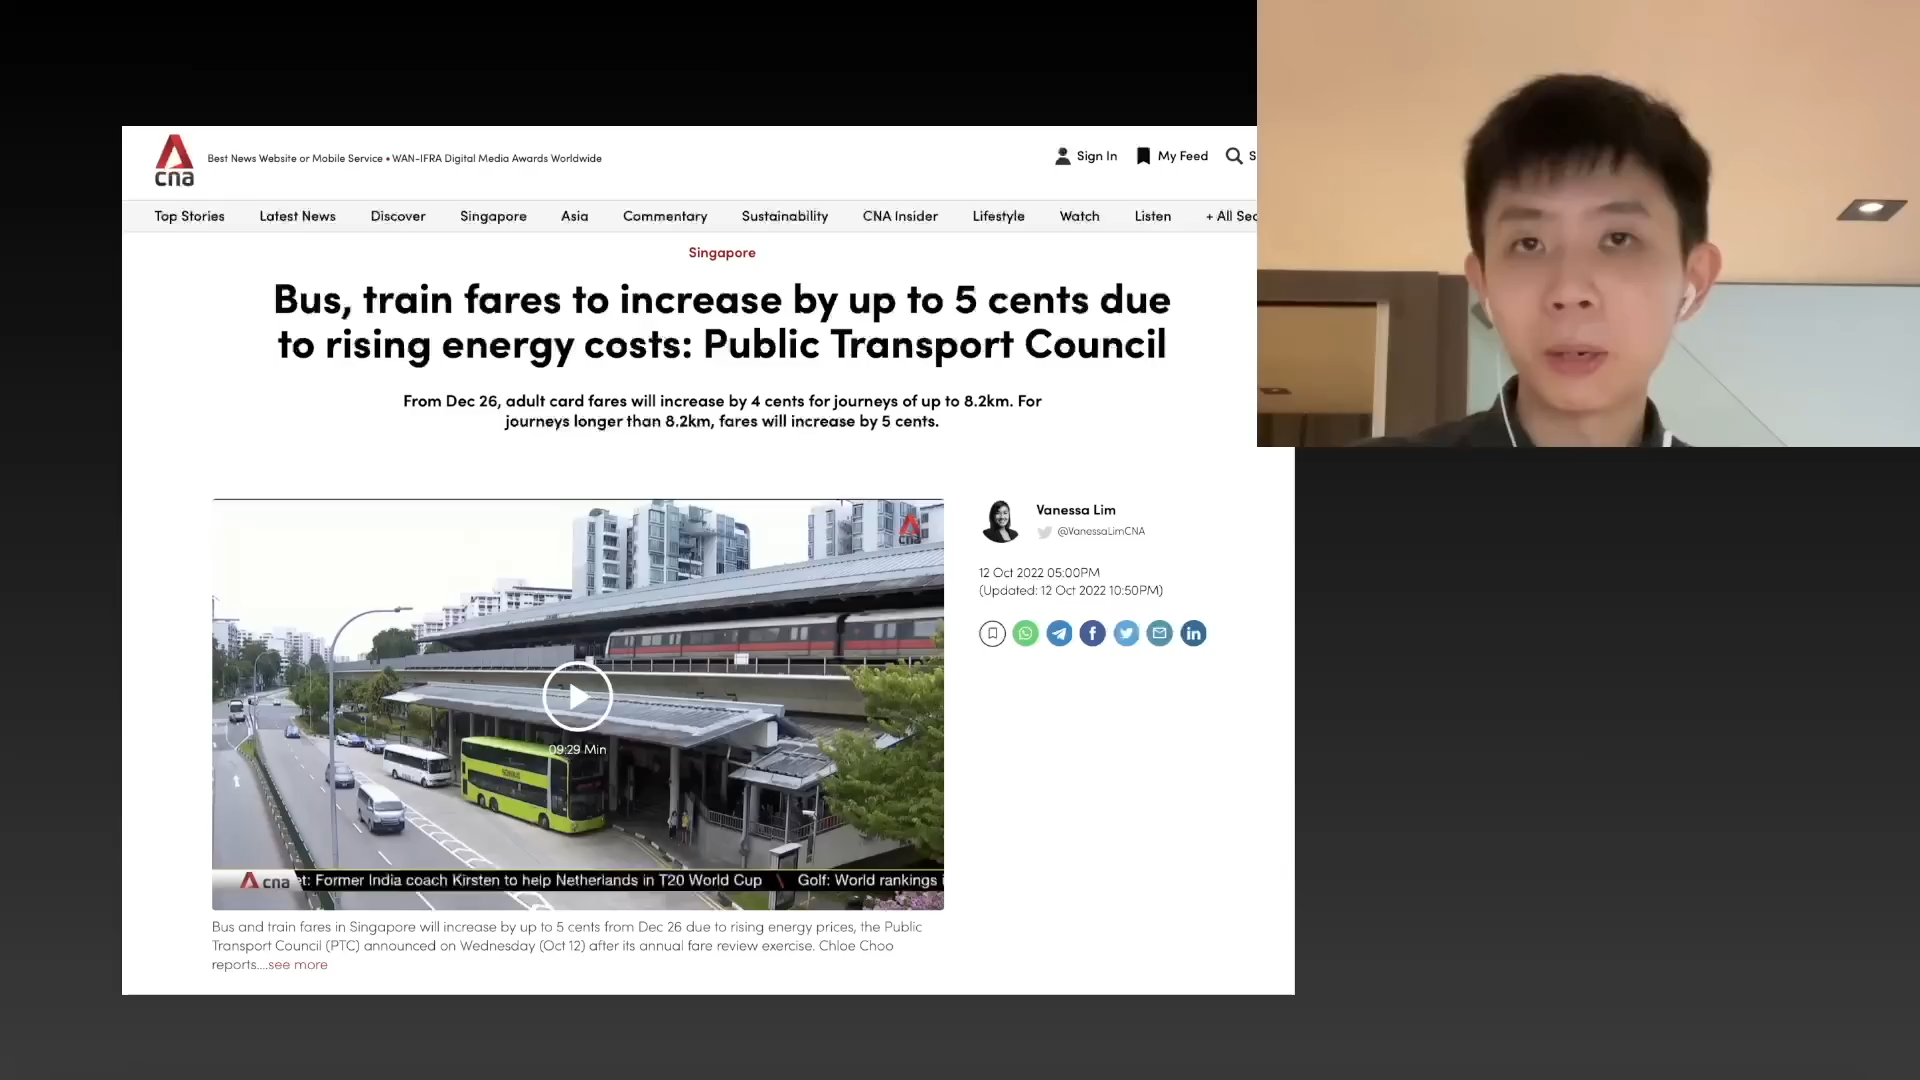 cna
Best News Website or Mobile Service • WAN-IFRA Digital Media Awards Worldwide
Sign In
My Feed
S
Top Stories
Latest News
Discover
Singapore
Asia
Commentary
Sustainability
CNA Insider
Lifestyle
Watch
Listen
+ All Sec
Singapore
Bus, train fares to increase by up to 5 cents due
to rising energy costs: Public Transport Council
From Dec 26, adult card fares will increase by 4 cents for journeys of up to 8.2km. For
journeys longer than 8.2km, fares will increase by 5 cents.
cna
09:29 Min
cna
et: Former India coach Kirsten to help Netherlands in T20 World Cup \ Golf: World rankings
Bus and train fares in Singapore will increase by up to 5 cents from Dec 26 due to rising energy prices, the Public
Transport Council (PTC) announced on Wednesday (Oct 12) after its annual fare review exercise. Chloe Choo
reports....see more
Vanessa Lim
@VanessaLimCNA
12 Oct 2022 05:00PM
(Updated: 12 Oct 2022 10:50PM)